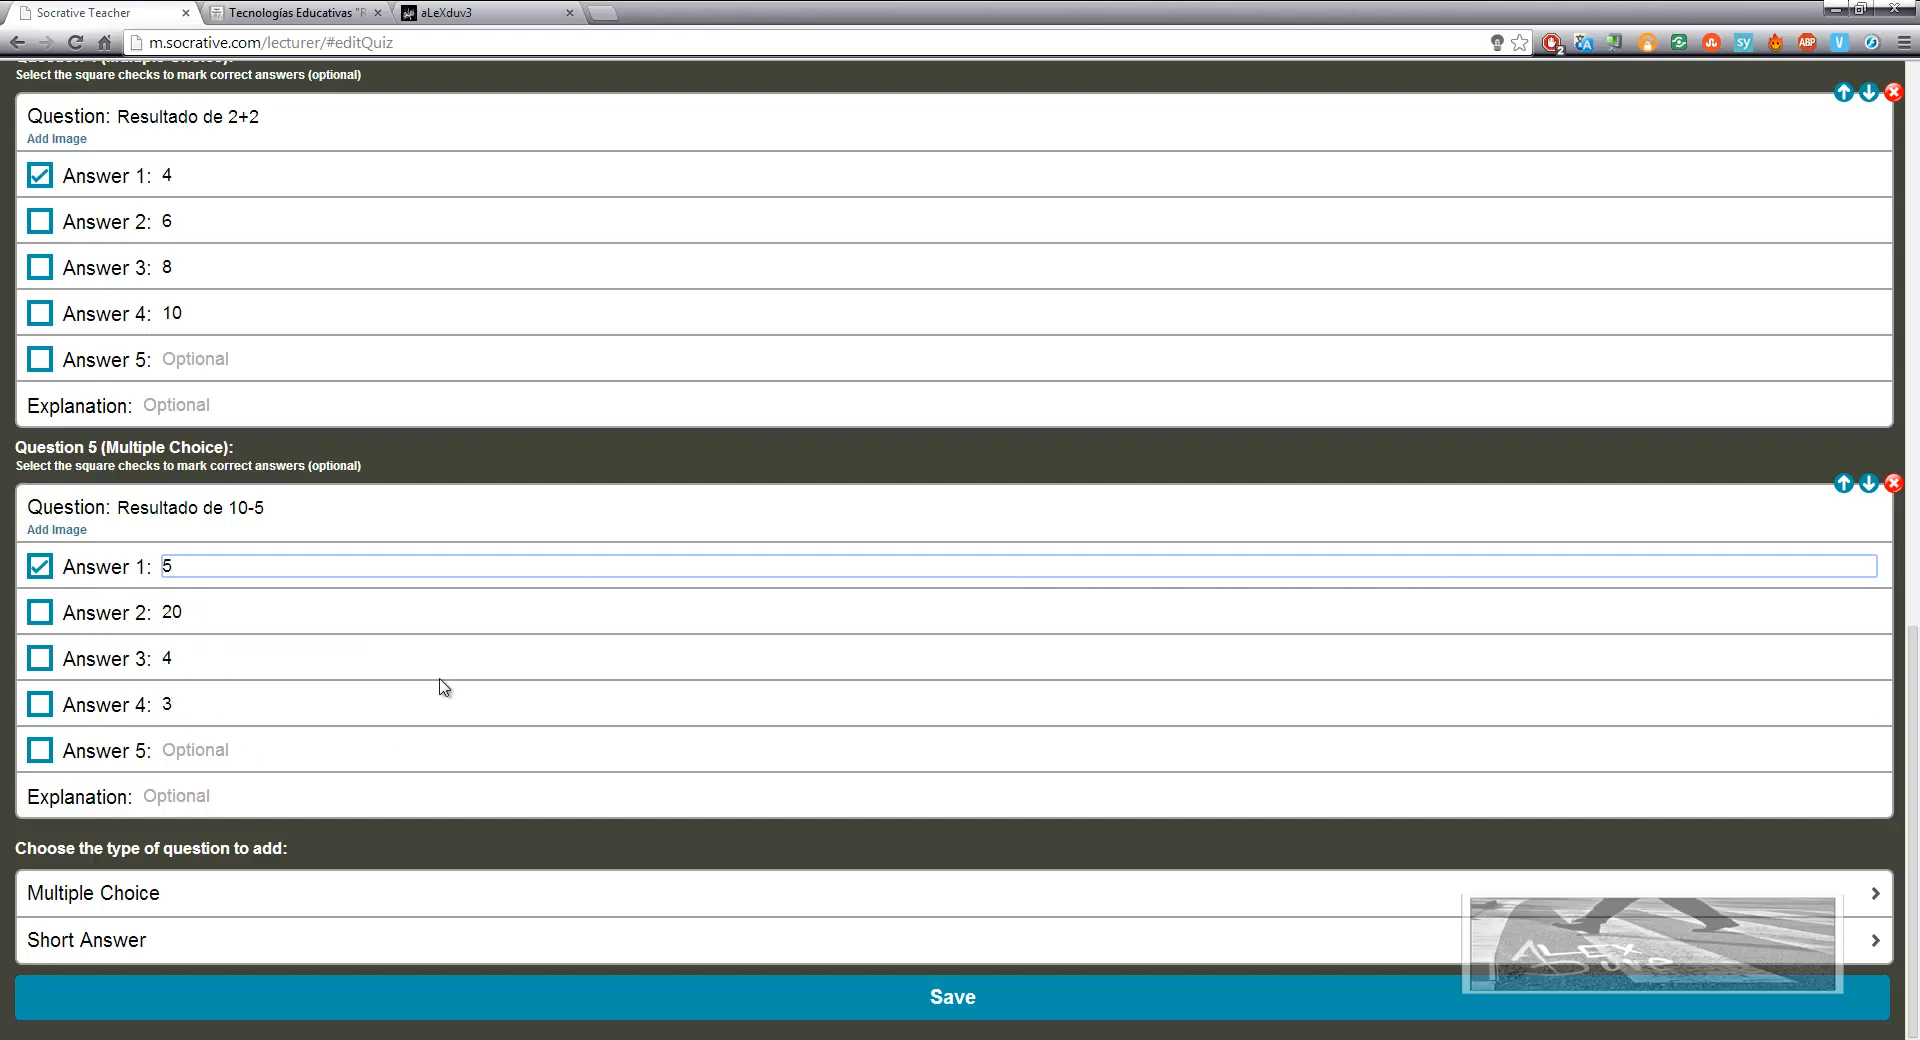 Socrative Teacher
Tecnologías Educativas "R
aLeXduv3
m.socrative.com/lecturer/#editQuiz
Select the square checks to mark correct answers (optional)
Question: Resultado de 2+2
Add Image
Answer 1: 4
Answer 2: 6
Answer 3: 8
Answer 4: 10
Answer 5: Optional
Explanation: Optional
Question 5 (Multiple Choice):
Select the square checks to mark correct answers (optional)
Question: Resultado de 10-5
Add Image
Answer 1: 5
Answer 2: 20
Answer 3: 4
Answer 4: 3
Answer 5: Optional
Explanation: Optional
Choose the type of question to add:
Multiple Choice
Short Answer
ALEX
Save